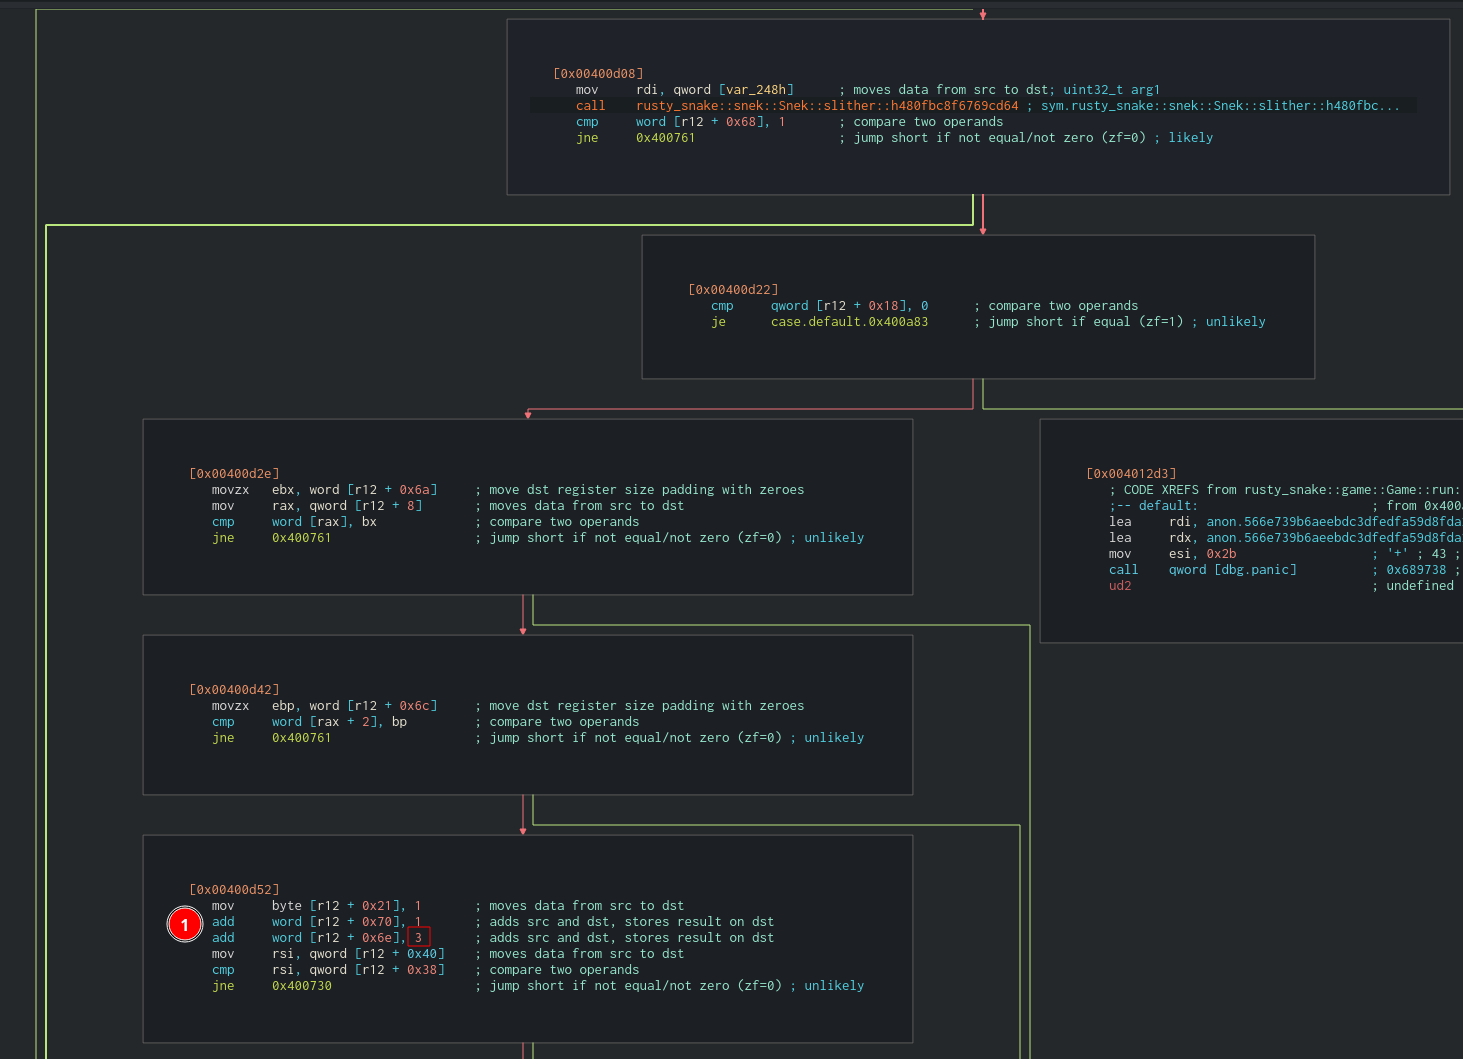 [0x00400d08]
mov rdi, qword [var_248h] ; moves data from src to dst; uint32_t arg1
call rusty_snake::snek::Snek::slither::h480fbc8f6769cd64 ; sym.rusty_snake::snek::Snek::slither::h480fbc...
cmp word [r12 + 0x68], 1 ; compare two operands
jne 0x400761 ; jump short if not equal/not zero (zf=0) ; likely
[0x00400d22]
cmp qword [r12 + 0x18], 0 ; compare two operands
je case.default.0x400a83 ; jump short if equal (zf=1) ; unlikely
[0x00400d2e]
movzx ebx, word [r12 + 0x6a] ; move dst register size padding with zeroes
mov rax, qword [r12 + 8] ; moves data from src to dst
cmp word [rax], bx ; compare two operands
jne 0x400761 ; jump short if not equal/not zero (zf=0) ; unlikely
[0x004012d3]
; CODE XREFS from rusty_snake::game::Game::run:
;-- default: ; from 0x400
lea rdi, anon.566e739b6aeebdc3dfedfa59d8fda
lea rdx, anon.566e739b6aeebdc3dfedfa59d8fda
mov esi, 0x2b ; '+' ; 43 ;
call qword [dbg.panic] ; 0x689738 ;
ud2 ; undefined
[0x00400d42]
movzx ebp, word [r12 + 0x6c] ; move dst register size padding with zeroes
cmp word [rax + 2], bp ; compare two operands
jne 0x400761 ; jump short if not equal/not zero (zf=0) ; unlikely
[0x00400d52]
mov byte [r12 + 0x21], 1 ; moves data from src to dst
1
add word [r12 + 0x70], 1 ; adds src and dst, stores result on dst
add word [r12 + 0x6e], 3 ; adds src and dst, stores result on dst
mov rsi, qword [r12 + 0x40] ; moves data from src to dst
cmp rsi, qword [r12 + 0x38] ; compare two operands
jne 0x400730 ; jump short if not equal/not zero (zf=0) ; unlikely